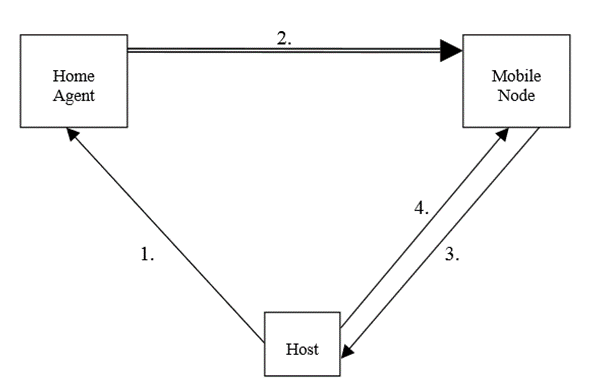 2.
Home
Agent
Mobile
Node
4.
1.
3.
Host